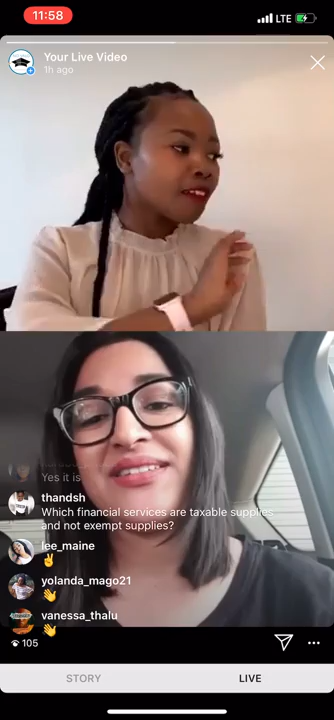 11:58
LTE
Your Live Video
1h ago
Yes it is
thandsh
Which financial services are taxable supplies
and not exempt supplies?
lee_maine
yolanda_mago21
vanessa_thalu
105
STORY
LIVE